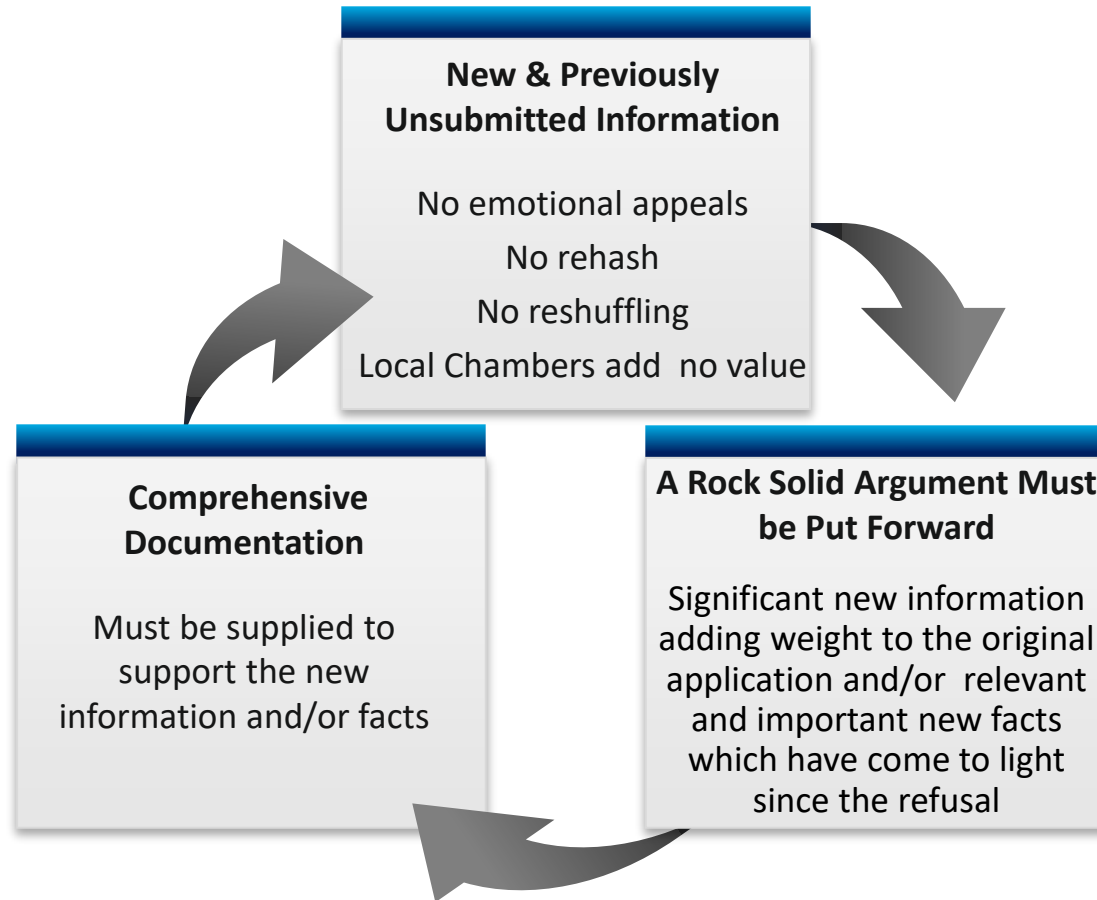 New & Previously
Unsubmitted Information
No emotional appeals
No rehash
No reshuffling
Local Chambers add  no value
A Rock Solid Argument Must
be Put Forward
Significant new information
adding weight to the original
application and/or  relevant
and important new facts
which have come to light
since the refusal
Comprehensive
Documentation
Must be supplied to
support the new
information and/or facts